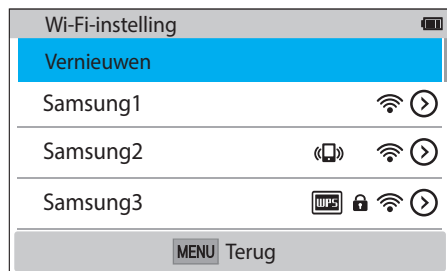 Wi-Fi-instelling
Vernieuwen
Samsung1
Samsung2
Samsung3 WPS
MENU Terug